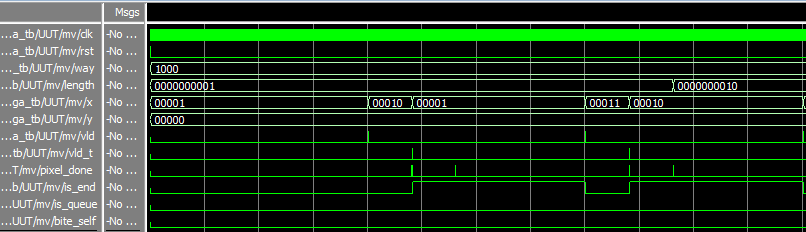 Msgs
...a_tb/UUT/mv/clk -No ...
...a_tb/UUT/mv/rst -No ...
..._tb/UUT/mv/way -No ... 1000
...b/UUT/mv/length -No ... 0000000001 0000000010
...ga_tb/UUT/mv/x -No ... 00001 00010 00001 00011 00010
...ga_tb/UUT/mv/y -No ... 00000
...a_tb/UUT/mv/vld -No ...
...tb/UUT/mv/vld_t -No ...
...T/mv/pixel_done -No ...
...b/UUT/mv/is_end -No ...
...UUT/mv/is_queue -No ...
...UUT/mv/bite_self -No ...